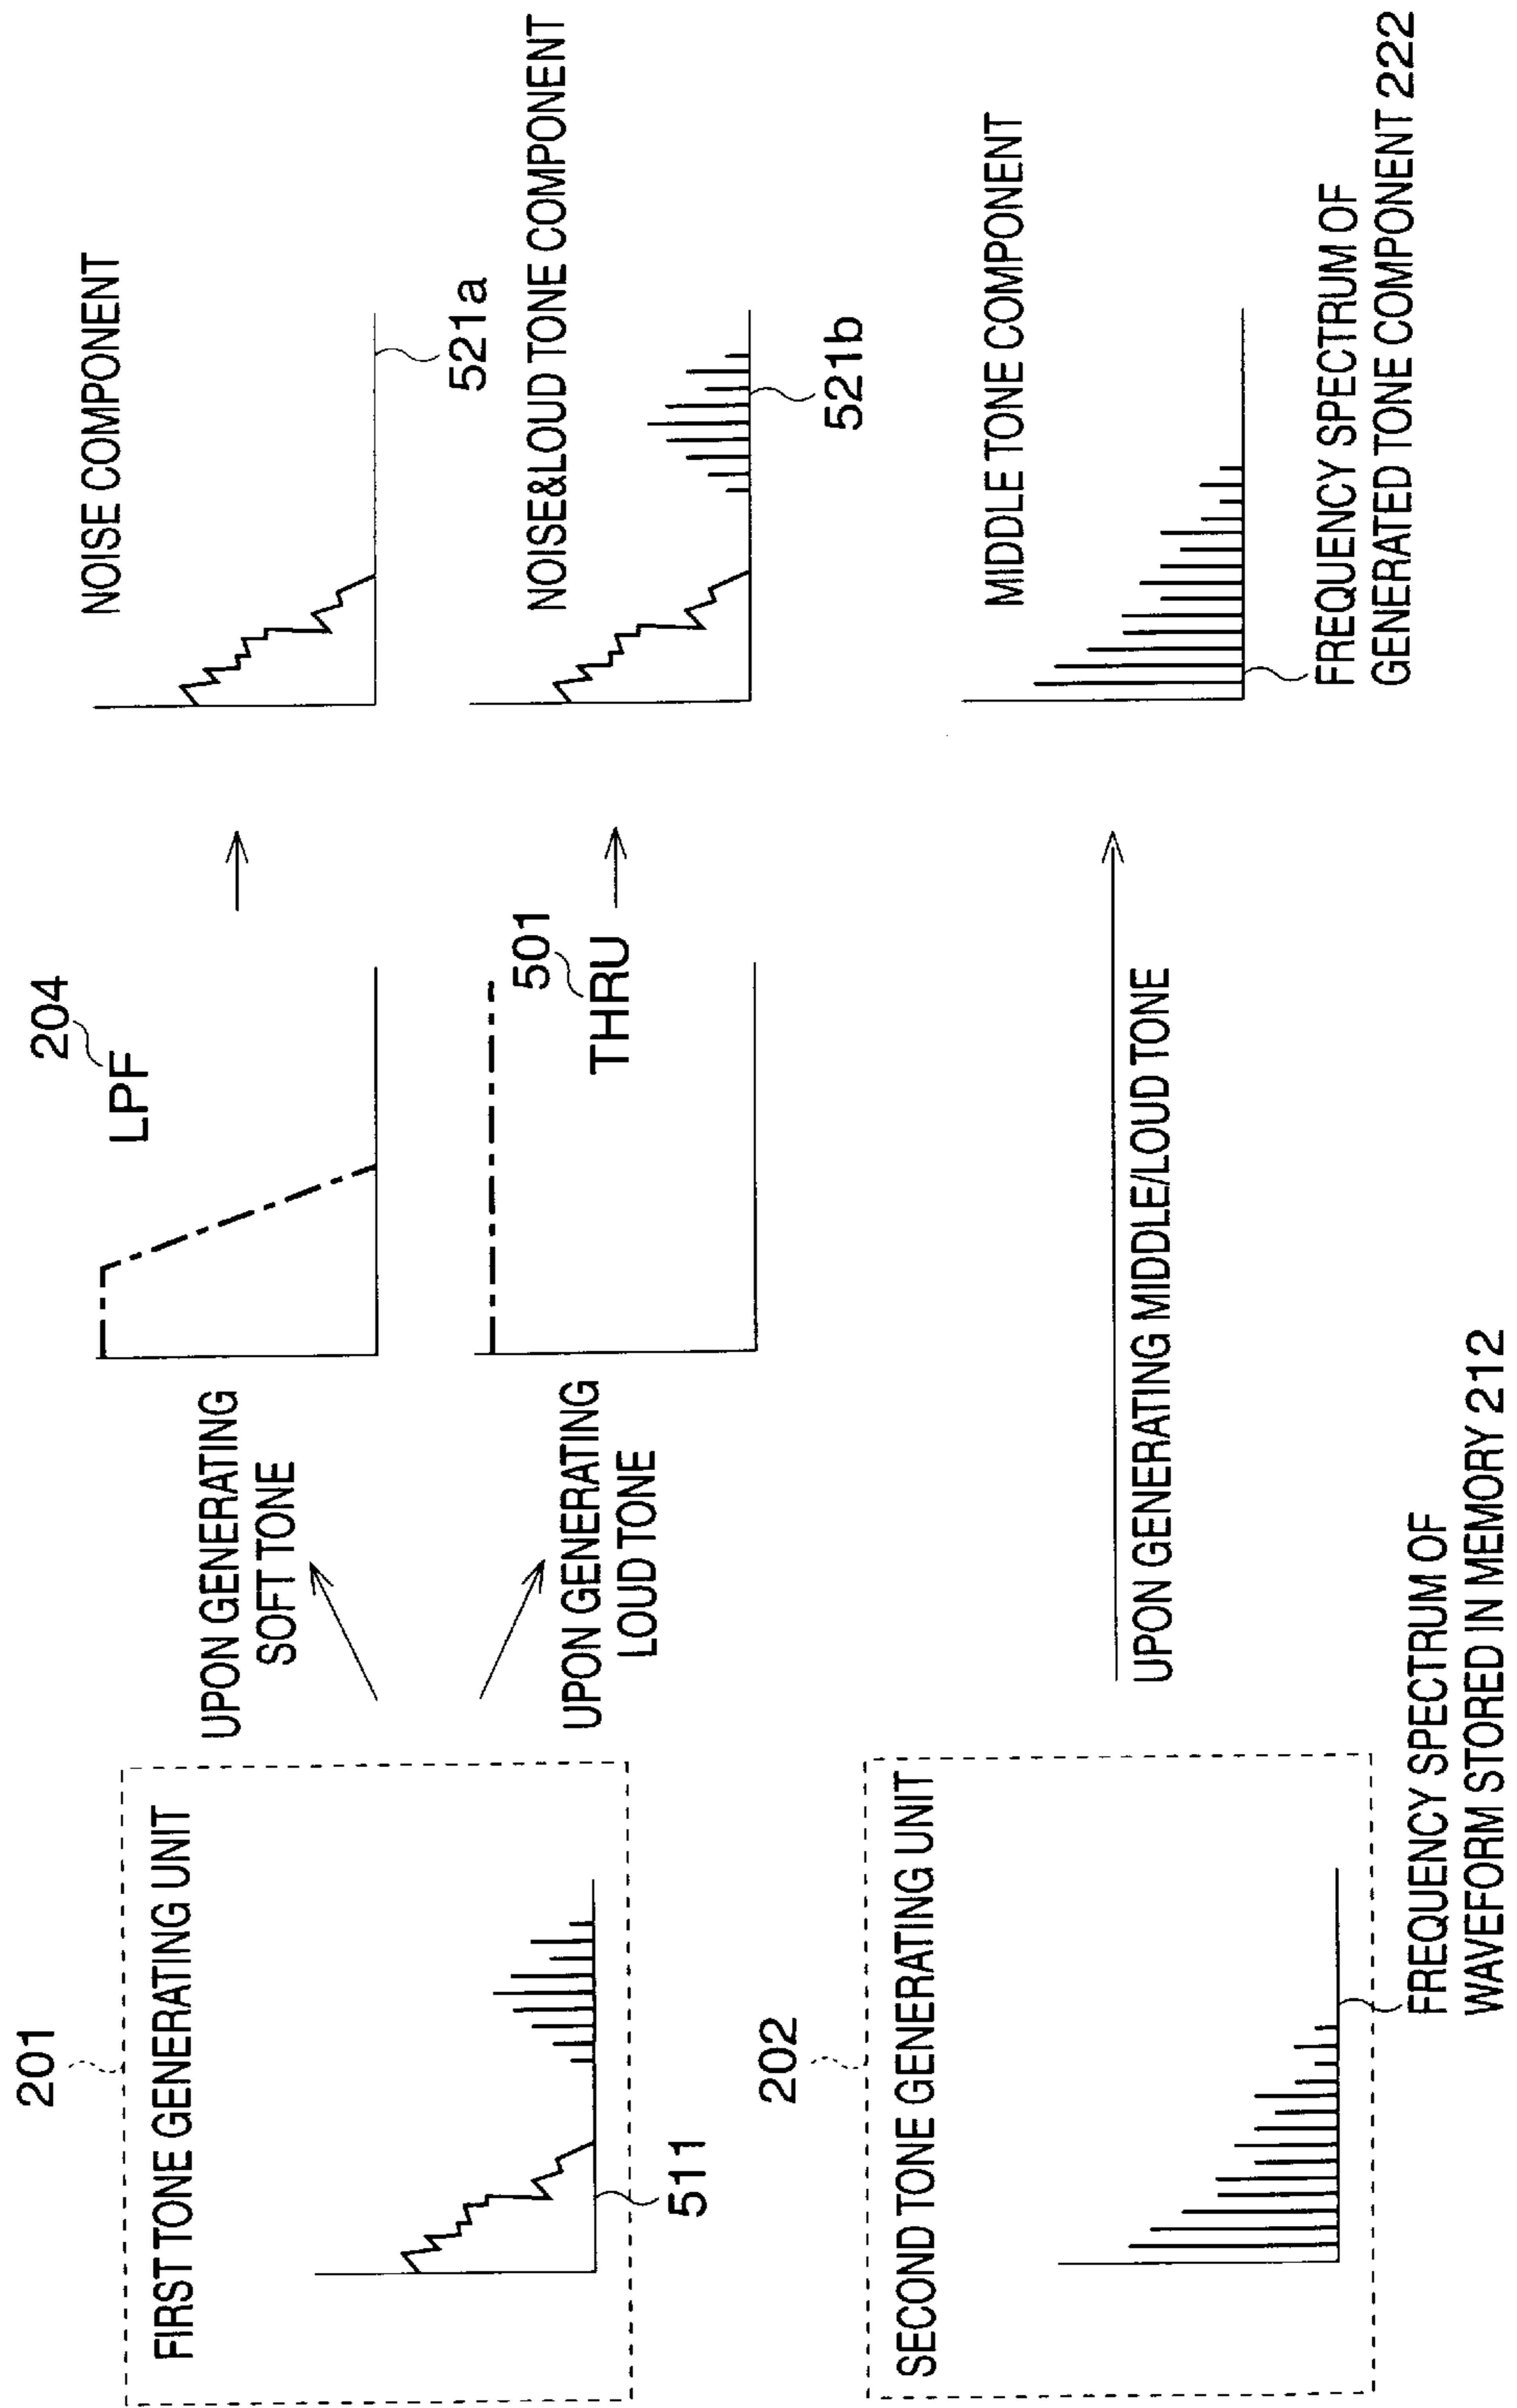 201
FIRST TONE GENERATING UNIT
511
UPON GENERATING
SOFT TONE
UPON GENERATING
LOUD TONE
204
LPF
501
THRU
NOISE COMPONENT
521a
NOISE&LOUD TONE COMPONENT
521b
202
SECOND TONE GENERATING UNIT
FREQUENCY SPECTRUM OF
WAVEFORM STORED IN MEMORY 212
UPON GENERATING MIDDLE/LOUD TONE
MIDDLE TONE COMPONENT
FREQUENCY SPECTRUM OF
GENERATED TONE COMPONENT 222